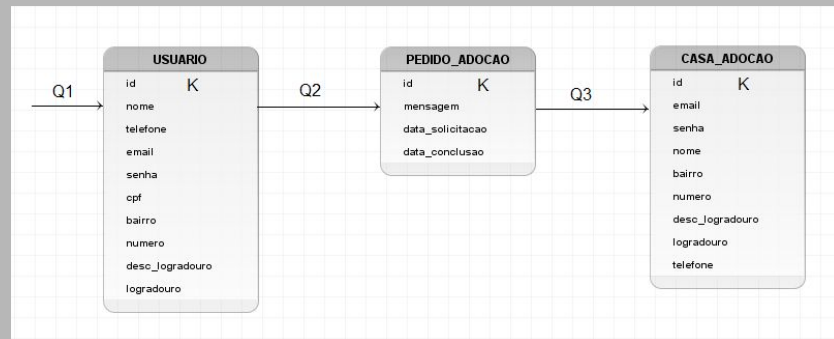 Q1
USUARIO
id K
nome
telefone
email
senha
cpf
bairro
numero
desc_logradouro
logradouro
Q2
PEDIDO_ADOCAO
id K
mensagem
data_solicitacao
data_conclusao
Q3
CASA_ADOCAO
id K
email
senha
nome
bairro
numero
desc_logradouro
logradouro
telefone